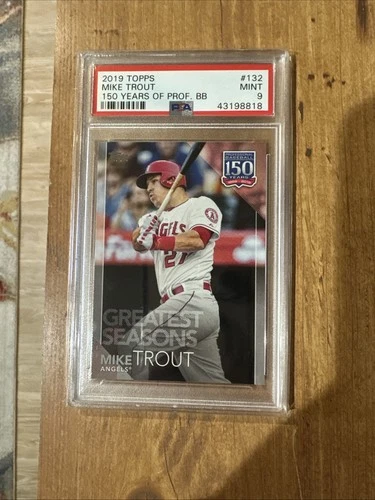 2019 TOPPS #132
MIKE TROUT MINT
150 YEARS OF PROF. BB 9
PSA 43198818
BASEBALL
150
YEARS
ANGELS
27
GREATEST
SEASONS
MIKE TROUT
ANGELS